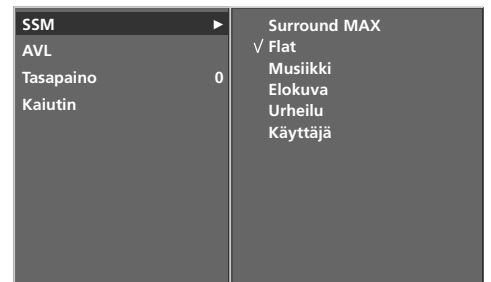 SSM ►
AVL
Tasapaino 0
Kaiutin
Surround MAX
√ Flat
Musiikki
Elokuva
Urheilu
Käyttäjä